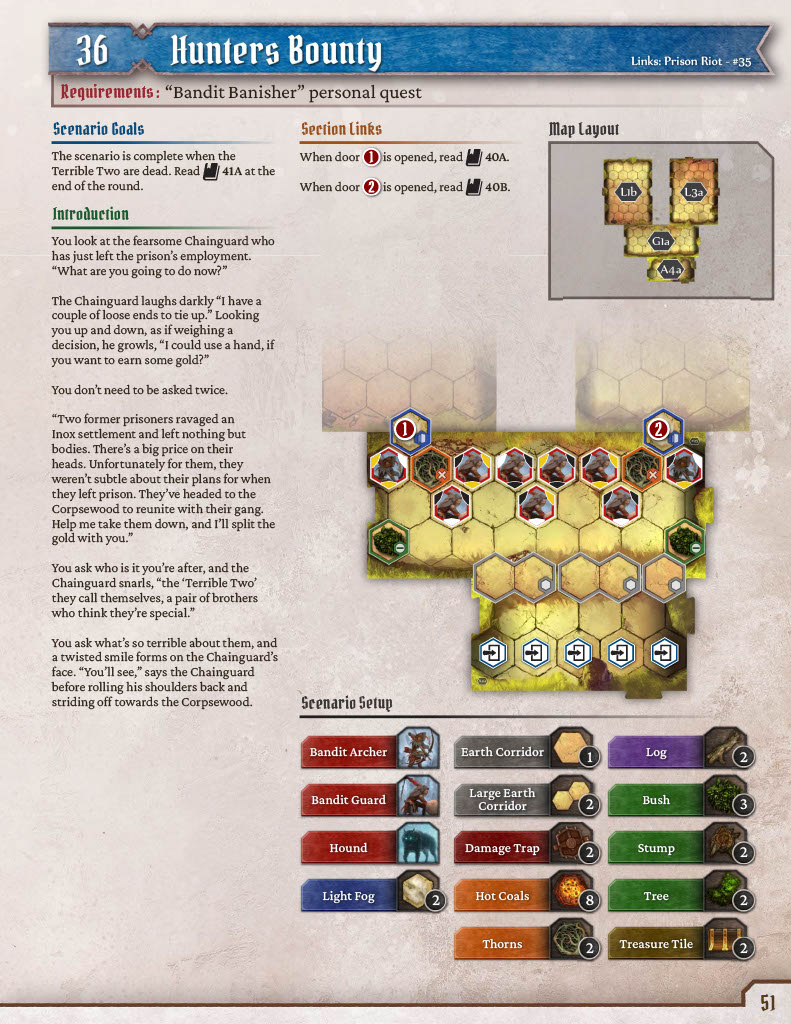 36 Hunters Bounty
Links: Prison Riot - #35
Requirements: "Bandit Banisher" personal quest
Scenario Goals
The scenario is complete when the
Terrible Two are dead. Read 41A at the
end of the round.
Introduction
You look at the fearsome Chainguard who
has just left the prison's employment.
"What are you going to do now?"
The Chainguard laughs darkly "I have a
couple of loose ends to tie up." Looking
you up and down, as if weighing a
decision, he growls, "I could use a hand, if
you want to earn some gold?"
You don't need to be asked twice.
"Two former prisoners ravaged an
Inox settlement and left nothing but
bodies. There's a big price on their
heads. Unfortunately for them, they
weren't subtle about their plans for when
they left prison. They've headed to the
Corpsewood to reunite with their gang.
Help me take them down, and I'll split the
gold with you."
You ask who is it you're after, and the
Chainguard snarls, "the 'Terrible Two'
they call themselves, a pair of brothers
who think they're special."
You ask what's so terrible about them, and
a twisted smile forms on the Chainguard's
face. "You'll see," says the Chainguard
before rolling his shoulders back and
striding off towards the Corpsewood.
Section Links
When door 1 is opened, read 40A.
When door 2 is opened, read 40B.
Map Layout
L1b
L3a
G1a
A4a
1
2
Scenario Setup
Bandit Archer
Earth Corridor 1
Log 2
Bandit Guard
Large Earth
Corridor 2
Bush 3
Hound
Damage Trap 2
Stump 2
Light Fog 2
Hot Coals 8
Tree 2
Thorns 2
Treasure Tile 2
51